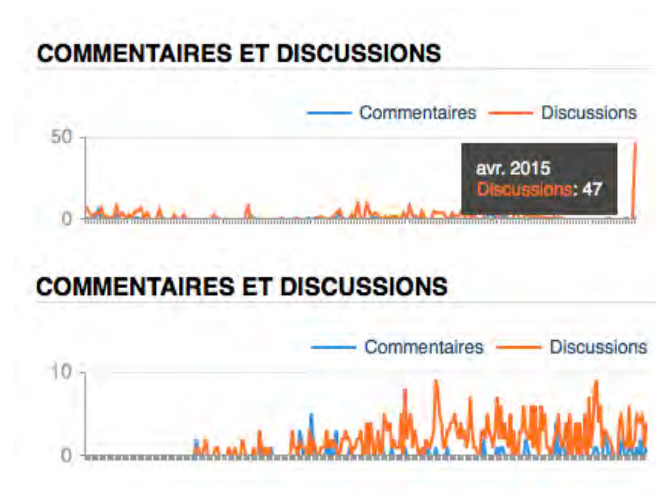 COMMENTAIRES ET DISCUSSIONS
Commentaires Discussions
50
avr. 2015
Discussions: 47
0
COMMENTAIRES ET DISCUSSIONS
Commentaires Discussions
10
0